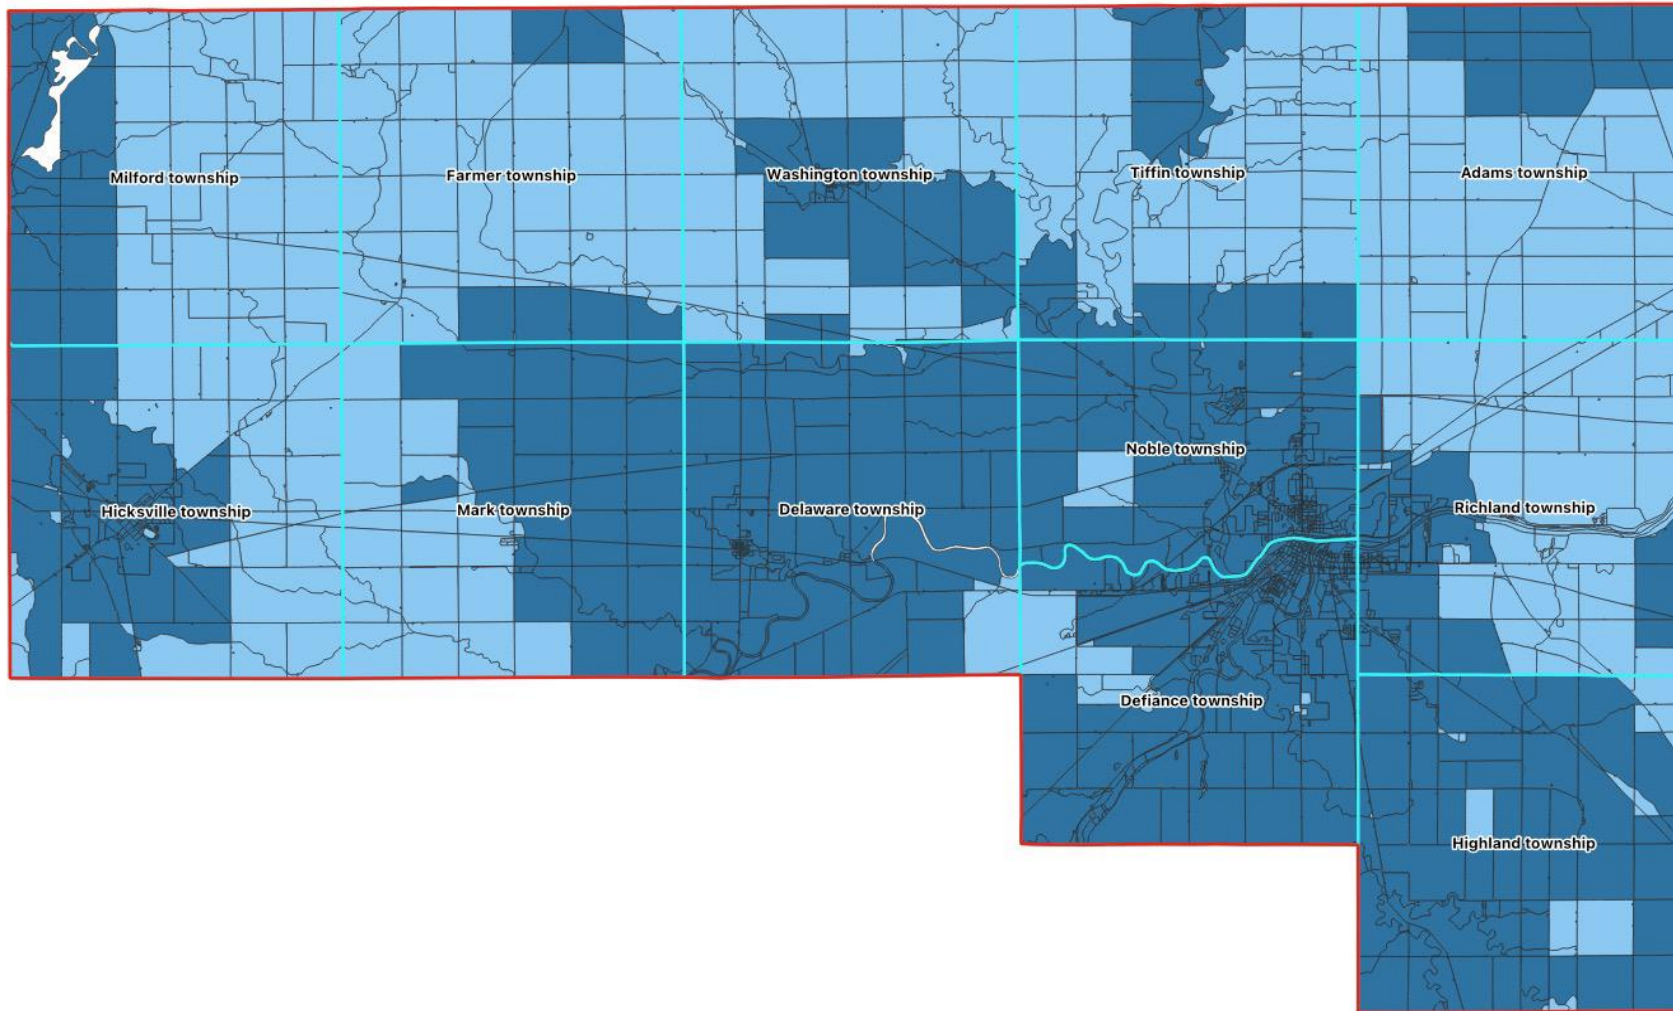 Milford township
Farmer township
Washington township
Tiffin township
Adams township
Noble township
Hicksville township
Mark township
Delaware township
Richland township
Defiance township
Highland township